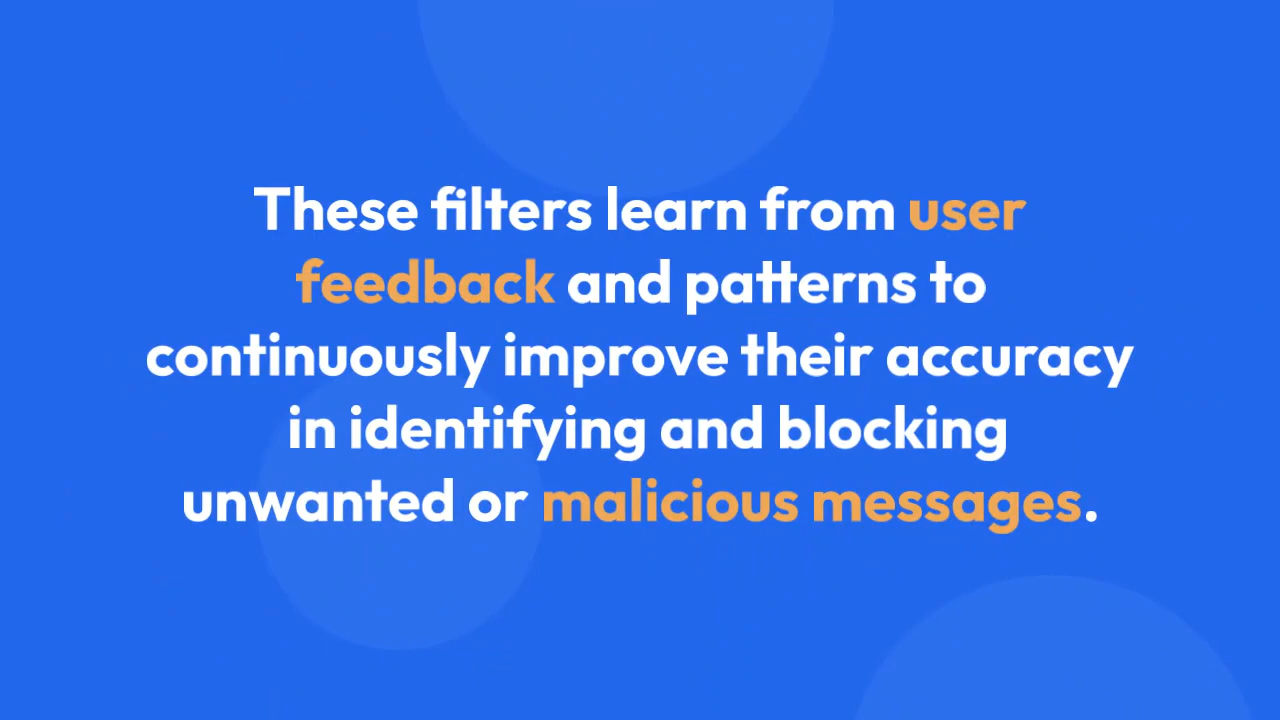 These filters learn from user
feedback and patterns to
continuously improve their accuracy
in identifying and blocking
unwanted or malicious messages.